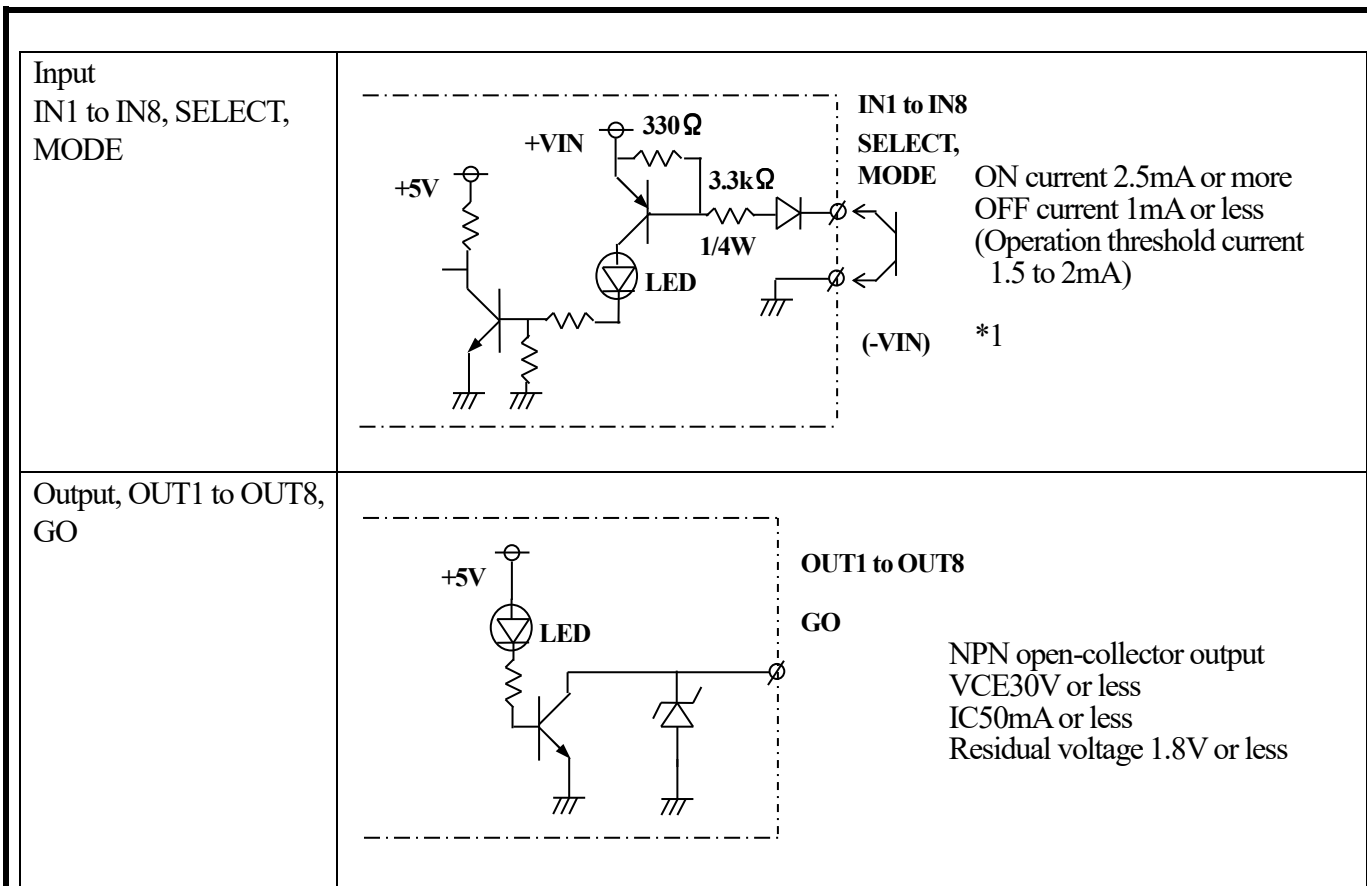 Input
IN1 to IN8, SELECT,
MODE
+VIN
330Ω
+5V
3.3kΩ
1/4W
LED
IN1 to IN8
SELECT,
MODE
(-VIN)
ON current 2.5mA or more
OFF current 1mA or less
(Operation threshold current
1.5 to 2mA)
*1
Output, OUT1 to OUT8,
GO
+5V
LED
OUT1 to OUT8
GO
NPN open-collector output
VCE30V or less
IC50mA or less
Residual voltage 1.8V or less